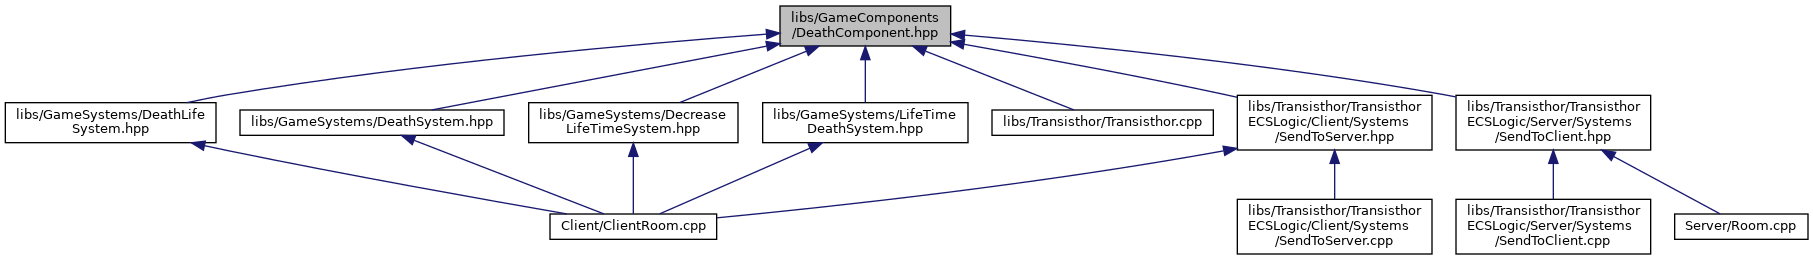 libs/GameComponents
/DeathComponent.hpp
libs/GameSystems/DeathLife
System.hpp
libs/GameSystems/DeathSystem.hpp
libs/GameSystems/Decrease
LifeTimeSystem.hpp
libs/GameSystems/LifeTime
DeathSystem.hpp
libs/Transisthor/Transisthor.cpp
libs/Transisthor/Transisthor
ECSLogic/Client/Systems
/SendToServer.hpp
libs/Transisthor/Transisthor
ECSLogic/Server/Systems
/SendToClient.hpp
Client/ClientRoom.cpp
libs/Transisthor/Transisthor
ECSLogic/Client/Systems
/SendToServer.cpp
libs/Transisthor/Transisthor
ECSLogic/Server/Systems
/SendToClient.cpp
Server/Room.cpp